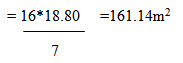 = 16*18.80 =161.14m²
7